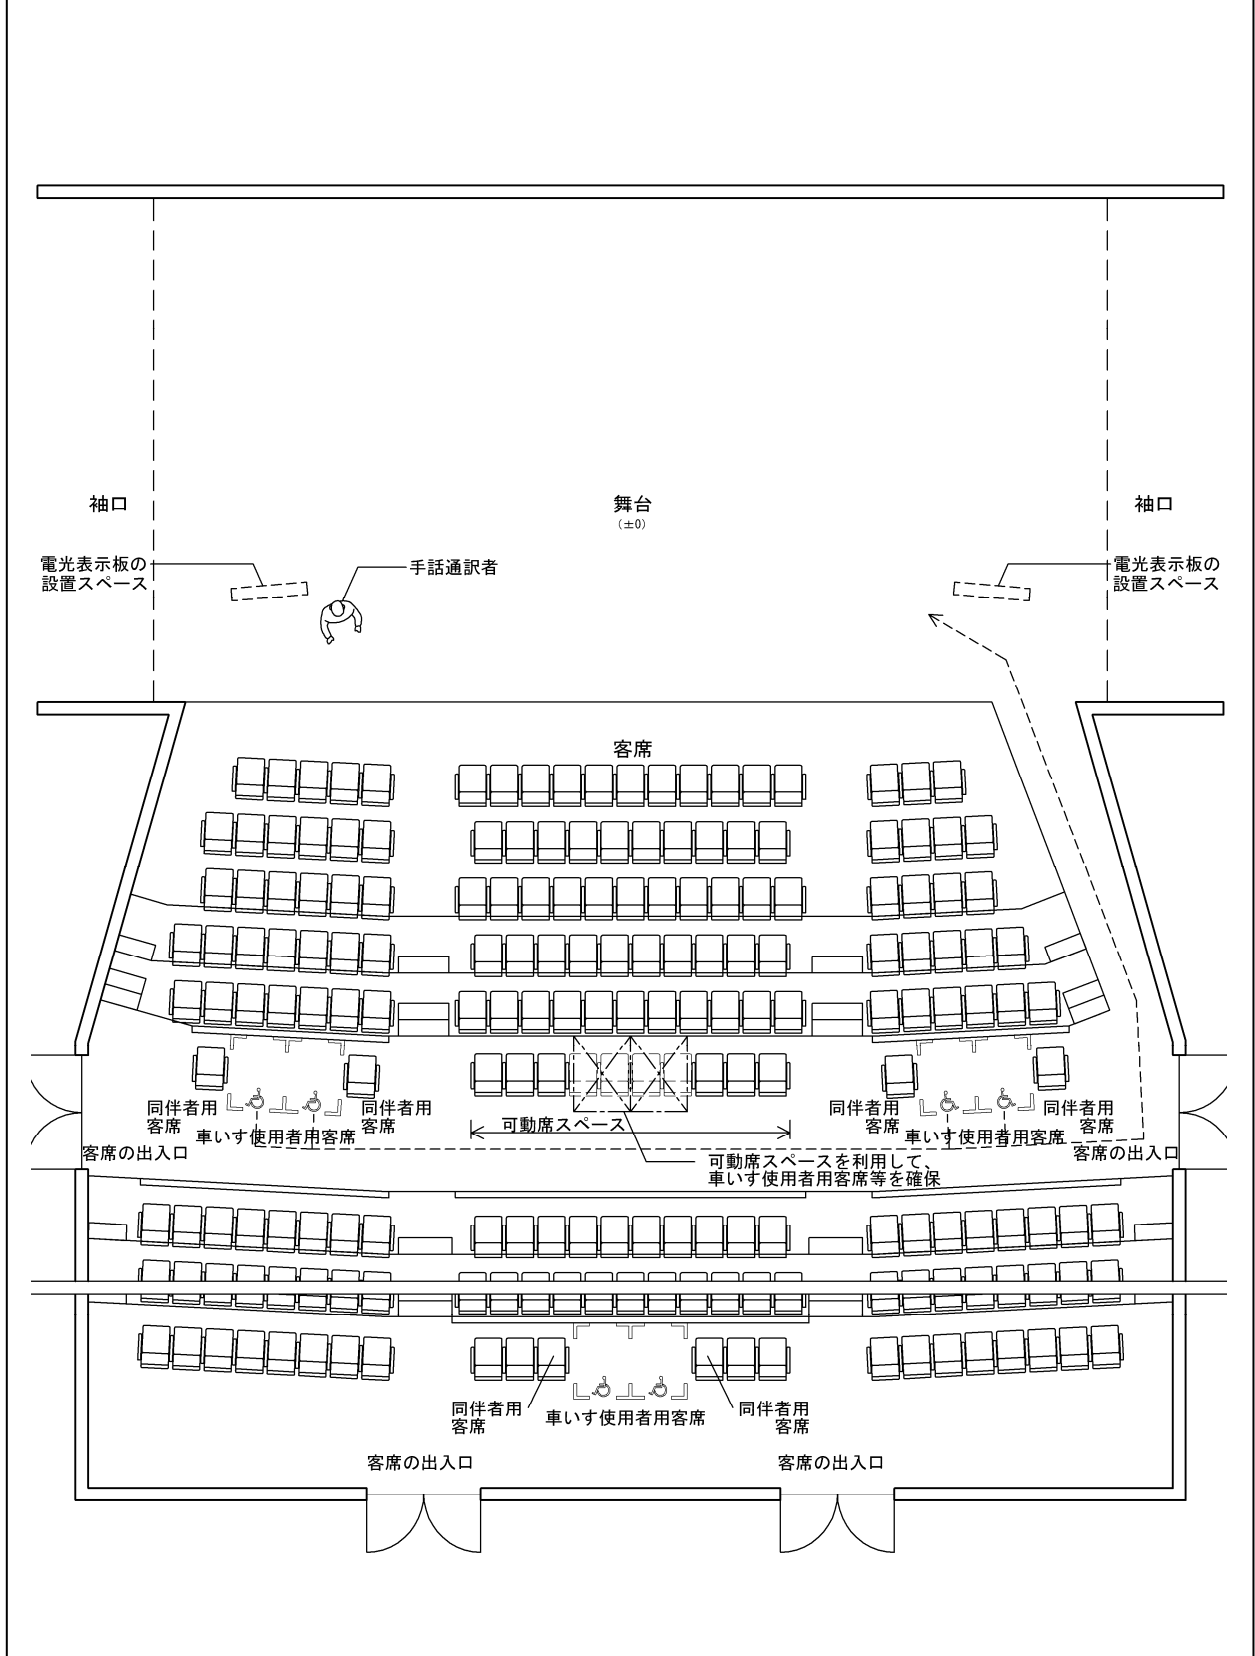 袖口
舞台
(±0)
袖口
電光表示板の
設置スペース
手話通訳者
電光表示板の
設置スペース
客席
同伴者用
客席
同伴者用
客席
車いす使用者用客席
客席の出入口
可動席スペース
可動席スペースを利用して、
車いす使用者用客席等を確保
同伴者用
客席
同伴者用
客席
車いす使用者用客席
客席の出入口
同伴者用
客席
車いす使用者用客席
同伴者用
客席
客席の出入口
客席の出入口